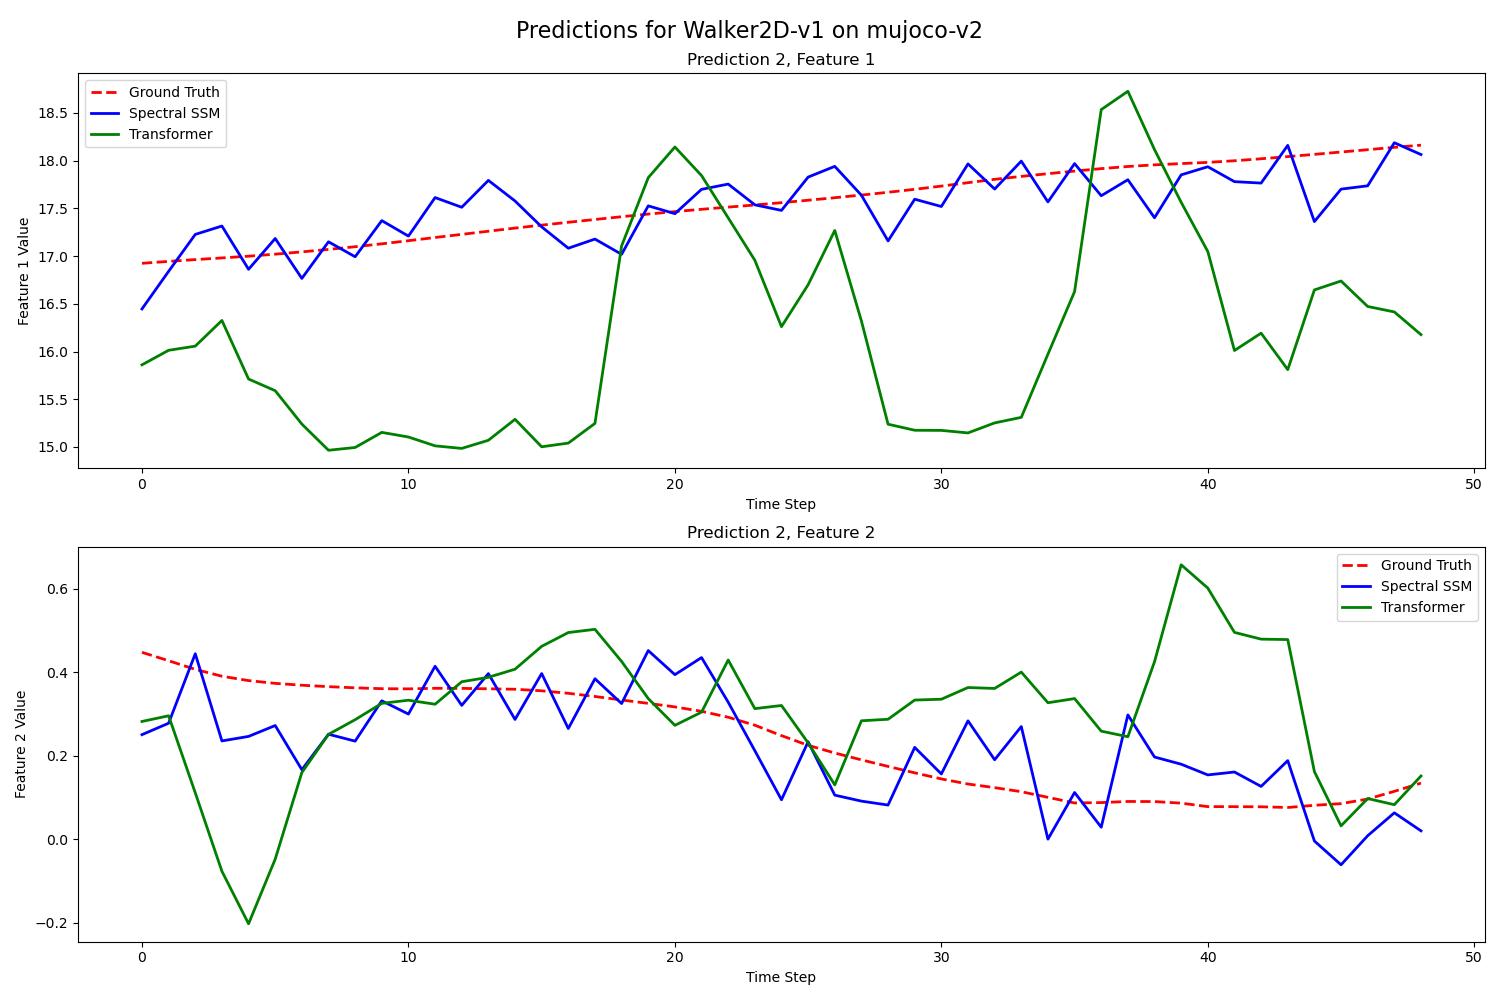 Predictions for Walker2D-v1 on mujoco-v2
Prediction 2, Feature 1
Ground Truth
Spectral SSM
Transformer
Feature 1 Value
18.5
18.0
17.5
17.0
16.5
16.0
15.5
15.0
0 10 20 30 40 50
Time Step
Prediction 2, Feature 2
Ground Truth
Spectral SSM
Transformer
Feature 2 Value
0.6
0.4
0.2
0.0
−0.2
0 10 20 30 40 50
Time Step